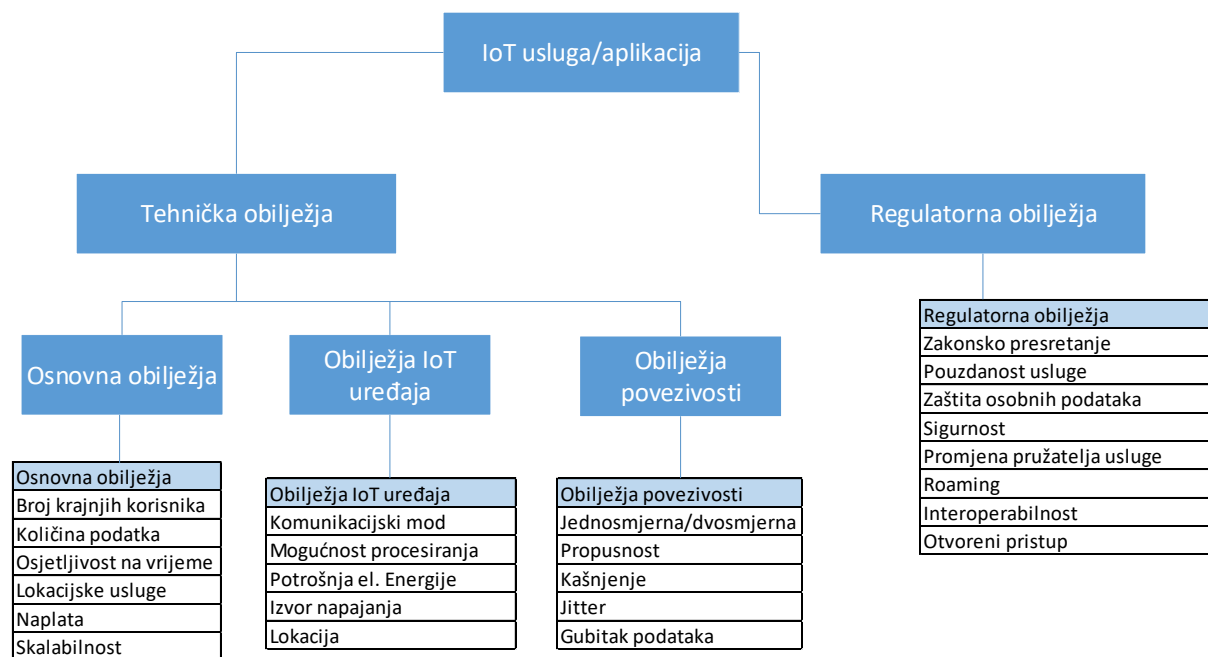 IoT usluga/aplikacija
Tehnička obilježja
Regulatorna obilježja
Osnovna obilježja
Obilježja IoT
uređaja
Obilježja
povezivosti
Osnovna obilježja
Broj krajnjih korisnika
Količina podatka
Osjetljivost na vrijeme
Lokacijske usluge
Naplata
Skalabilnost
Obilježja IoT uređaja
Komunikacijski mod
Mogućnost procesiranja
Potrošnja el. Energije
Izvor napajanja
Lokacija
Obilježja povezivosti
Jednosmjerna/dvosmjerna
Propusnost
Kašnjenje
Jitter
Gubitak podataka
Regulatorna obilježja
Zakonsko presretanje
Pouzdanost usluge
Zaštita osobnih podataka
Sigurnost
Promjena pružatelja usluge
Roaming
Interoperabilnost
Otvoreni pristup